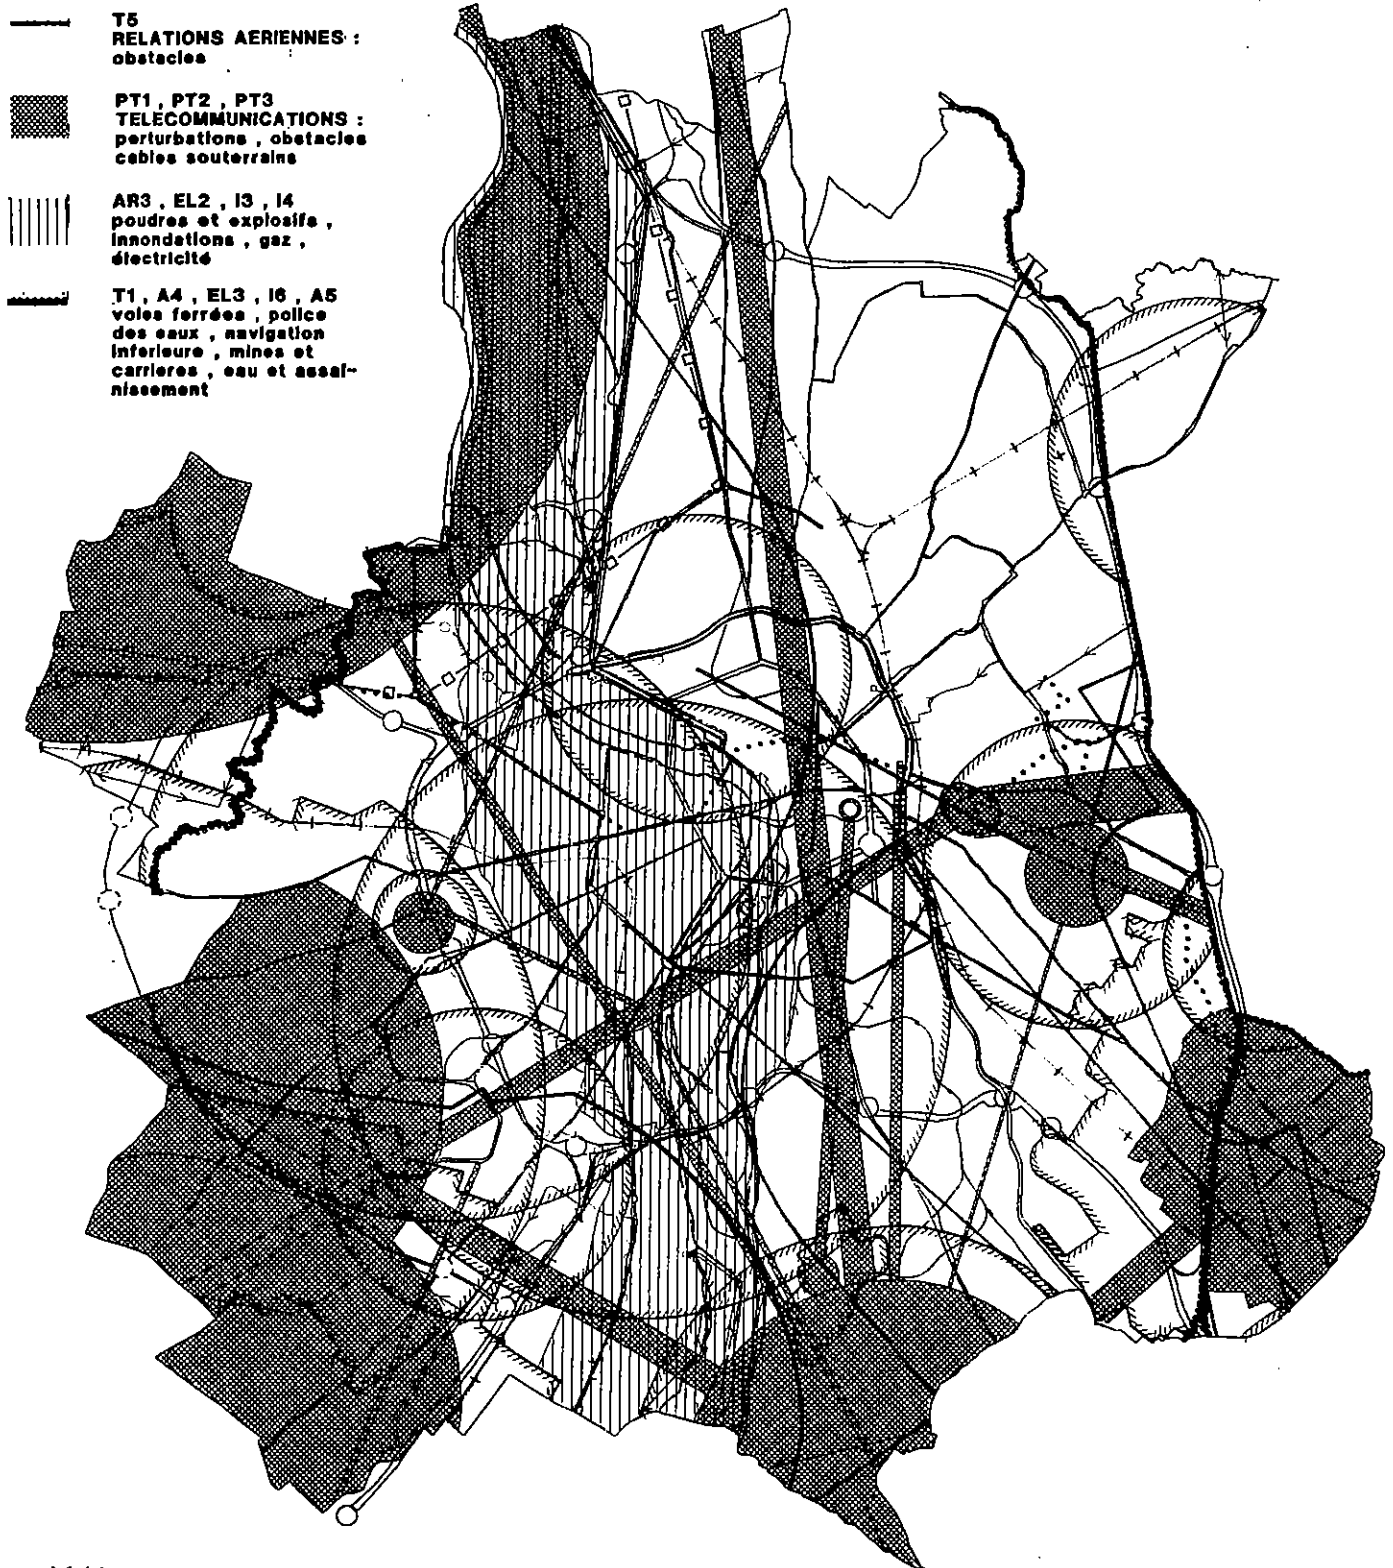 T5
RELATIONS AERIENNES :
obstacles
PT1 , PT2 , PT3
TELECOMMUNICATIONS :
perturbations , obstacles
cables souterrains
AR3 , EL2 , I3 , I4
poudres et explosifs ,
innondations , gaz ,
électricité
T1 , A4 , EL3 , I6 , A5
voies ferrées , police
des eaux , navigation
interieure , mines et
carrieres , eau et assai-
nissement